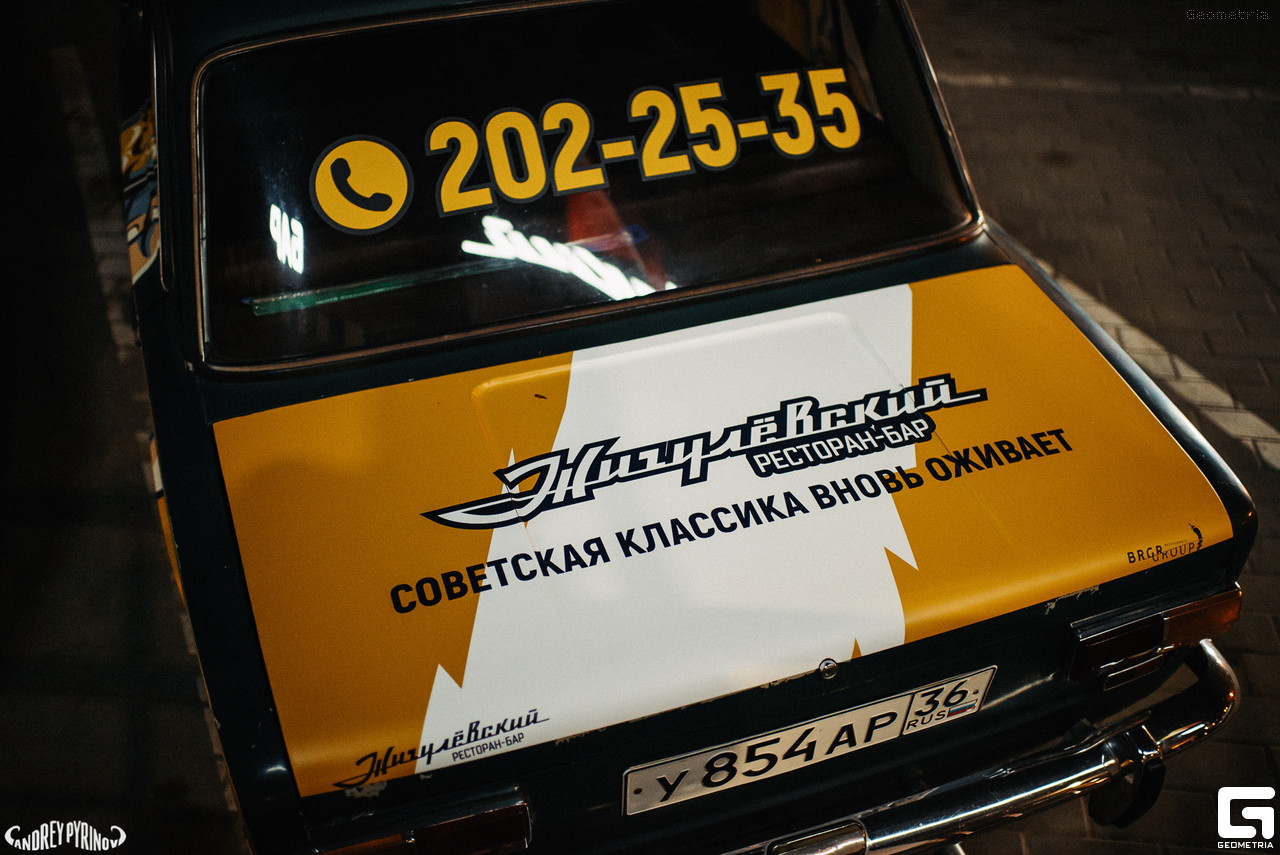 Geometria
202-25-35
БАР
Жигулёвский
РЕСТОРАН-БАР
СОВЕТСКАЯ КЛАССИКА ВНОВЬ ОЖИВАЕТ
BRGR
GROUP
У 854 АР 36
RUS
Жигулёвский
РЕСТОРАН-БАР
ANDREY PYRINOV
GEOMETRIA